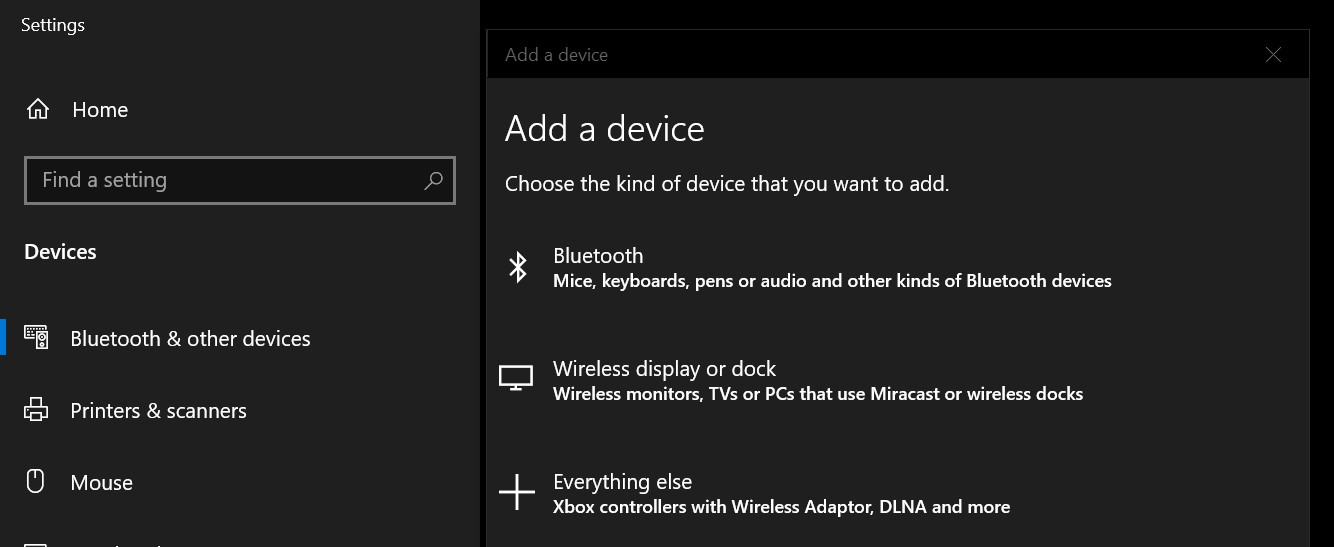 Settings
Home
Find a setting
Devices
Bluetooth & other devices
Printers & scanners
Mouse
Add a device
Add a device
Choose the kind of device that you want to add.
Bluetooth
Mice, keyboards, pens or audio and other kinds of Bluetooth devices
Wireless display or dock
Wireless monitors, TVs or PCs that use Miracast or wireless docks
Everything else
Xbox controllers with Wireless Adaptor, DLNA and more